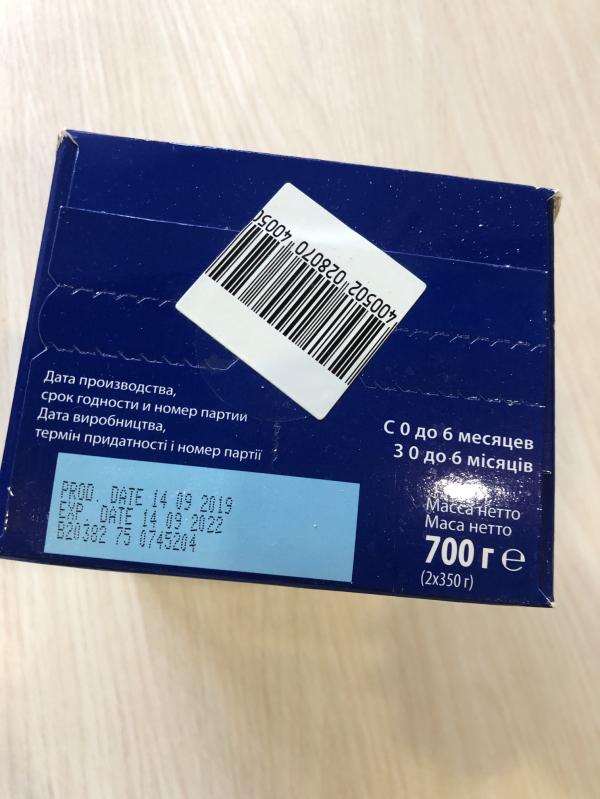 400502 028070 4005
Дата производства,
срок годности и номер партии
Дата виробництва,
термін придатності і номер партії
PROD. DATE 14 09 2019
EXP. DATE 14 09 2022
B20382 75 0745204
С 0 до 6 месяцев
З 0 до 6 місяців
Масса нетто
Маса нетто
700 г e
(2x350 г)